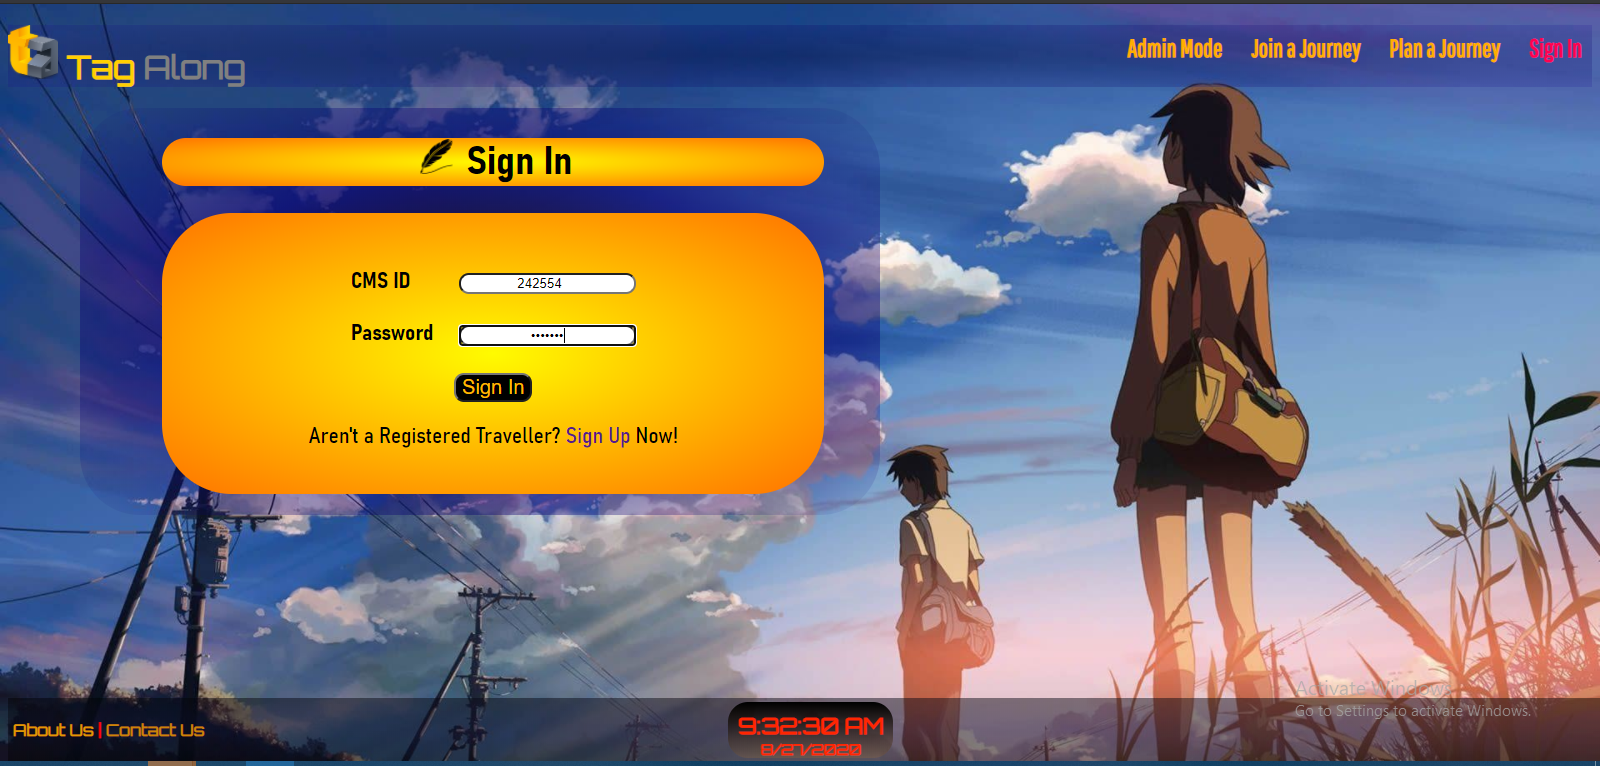 ta Tag Along
Admin Mode Join a Journey Plan a Journey Sign In
Sign In
CMS ID 242554
Password •••••••
Sign In
Aren't a Registered Traveller? Sign Up Now!
Activate Windows
Go to Settings to activate Windows.
About Us | Contact Us
9:32:30 AM
8/27/2020